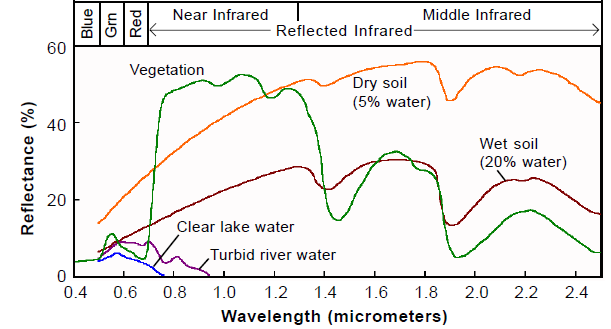 Blue
Grn
Red
Near Infrared
Middle Infrared
Reflected Infrared
60
40
20
0
Reflectance (%)
Vegetation
Dry soil
(5% water)
Wet soil
(20% water)
Clear lake water
Turbid river water
0.4 0.6 0.8 1.0 1.2 1.4 1.6 1.8 2.0 2.2 2.4
Wavelength (micrometers)